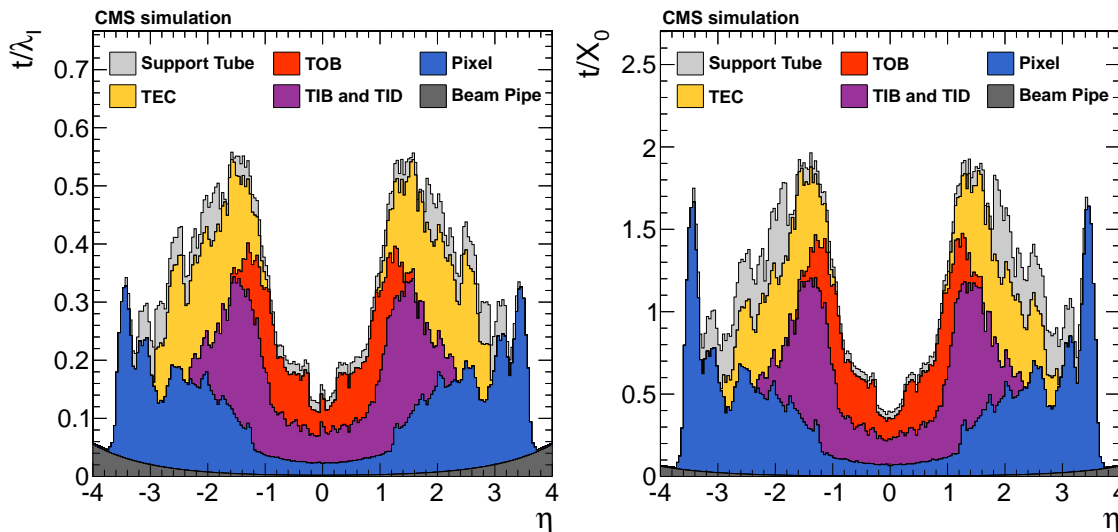 CMS simulation
t/λI
0.7
0.6
0.5
0.4
0.3
0.2
0.1
0
Support Tube TOB Pixel
TEC TIB and TID Beam Pipe
-4 -3 -2 -1 0 1 2 3 4
η
CMS simulation
t/X0
2.5
2
1.5
1
0.5
0
Support Tube TOB Pixel
TEC TIB and TID Beam Pipe
-4 -3 -2 -1 0 1 2 3 4
η